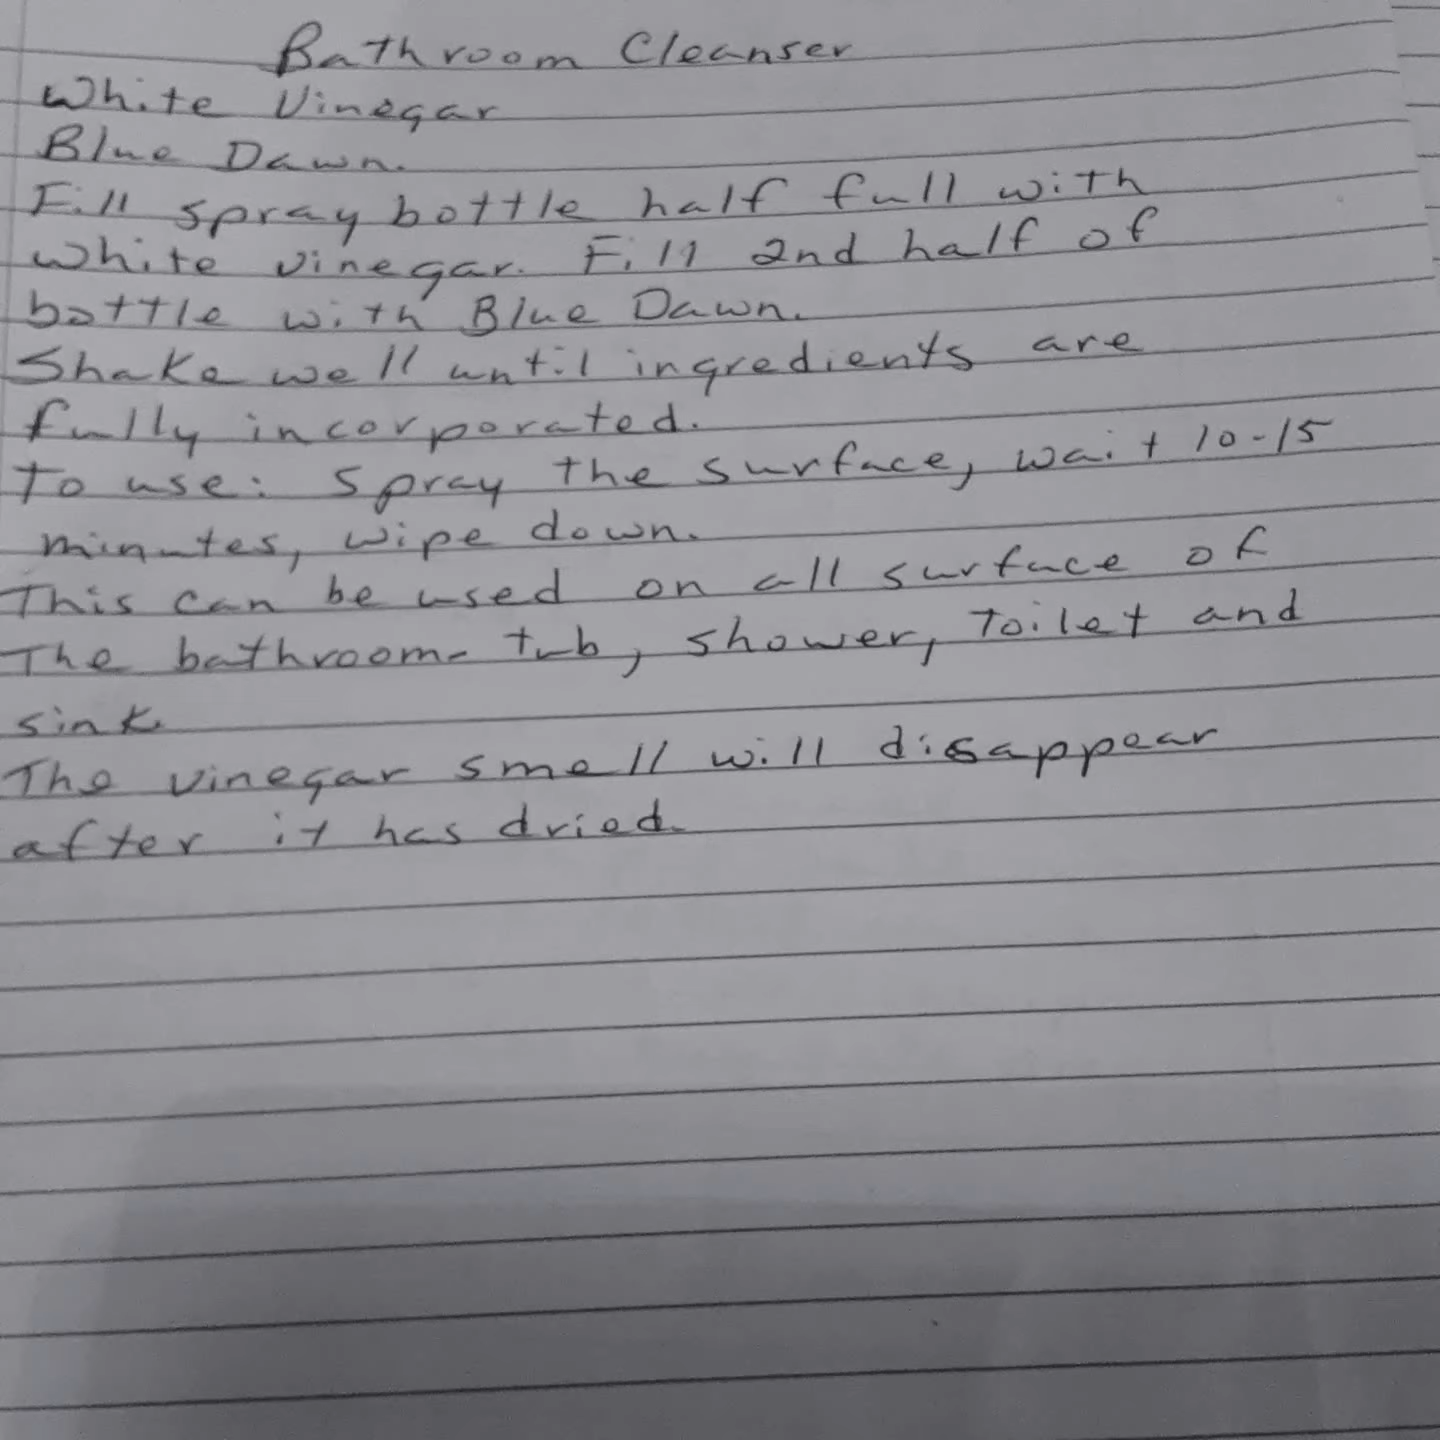 Bathroom Cleanser
White Vinegar
Blue Dawn.
Fill spray bottle half full with
white vinegar. Fill 2nd half of
bottle with Blue Dawn.
Shake well until ingredients are
fully incorporated.
To use: Spray the surface, wait 10-15
minutes, wipe down.
This can be used on all surface of
The bathroom- tub, shower, toilet and
sink.
The vinegar smell will disappear
after it has dried.